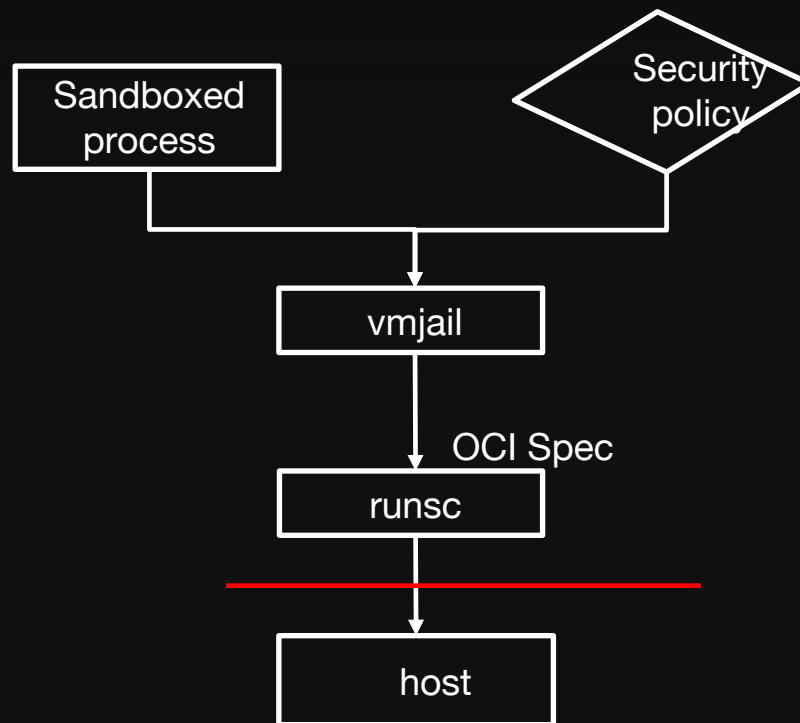 Sandboxed
process
Security
policy
vmjail
OCI Spec
runsc
host